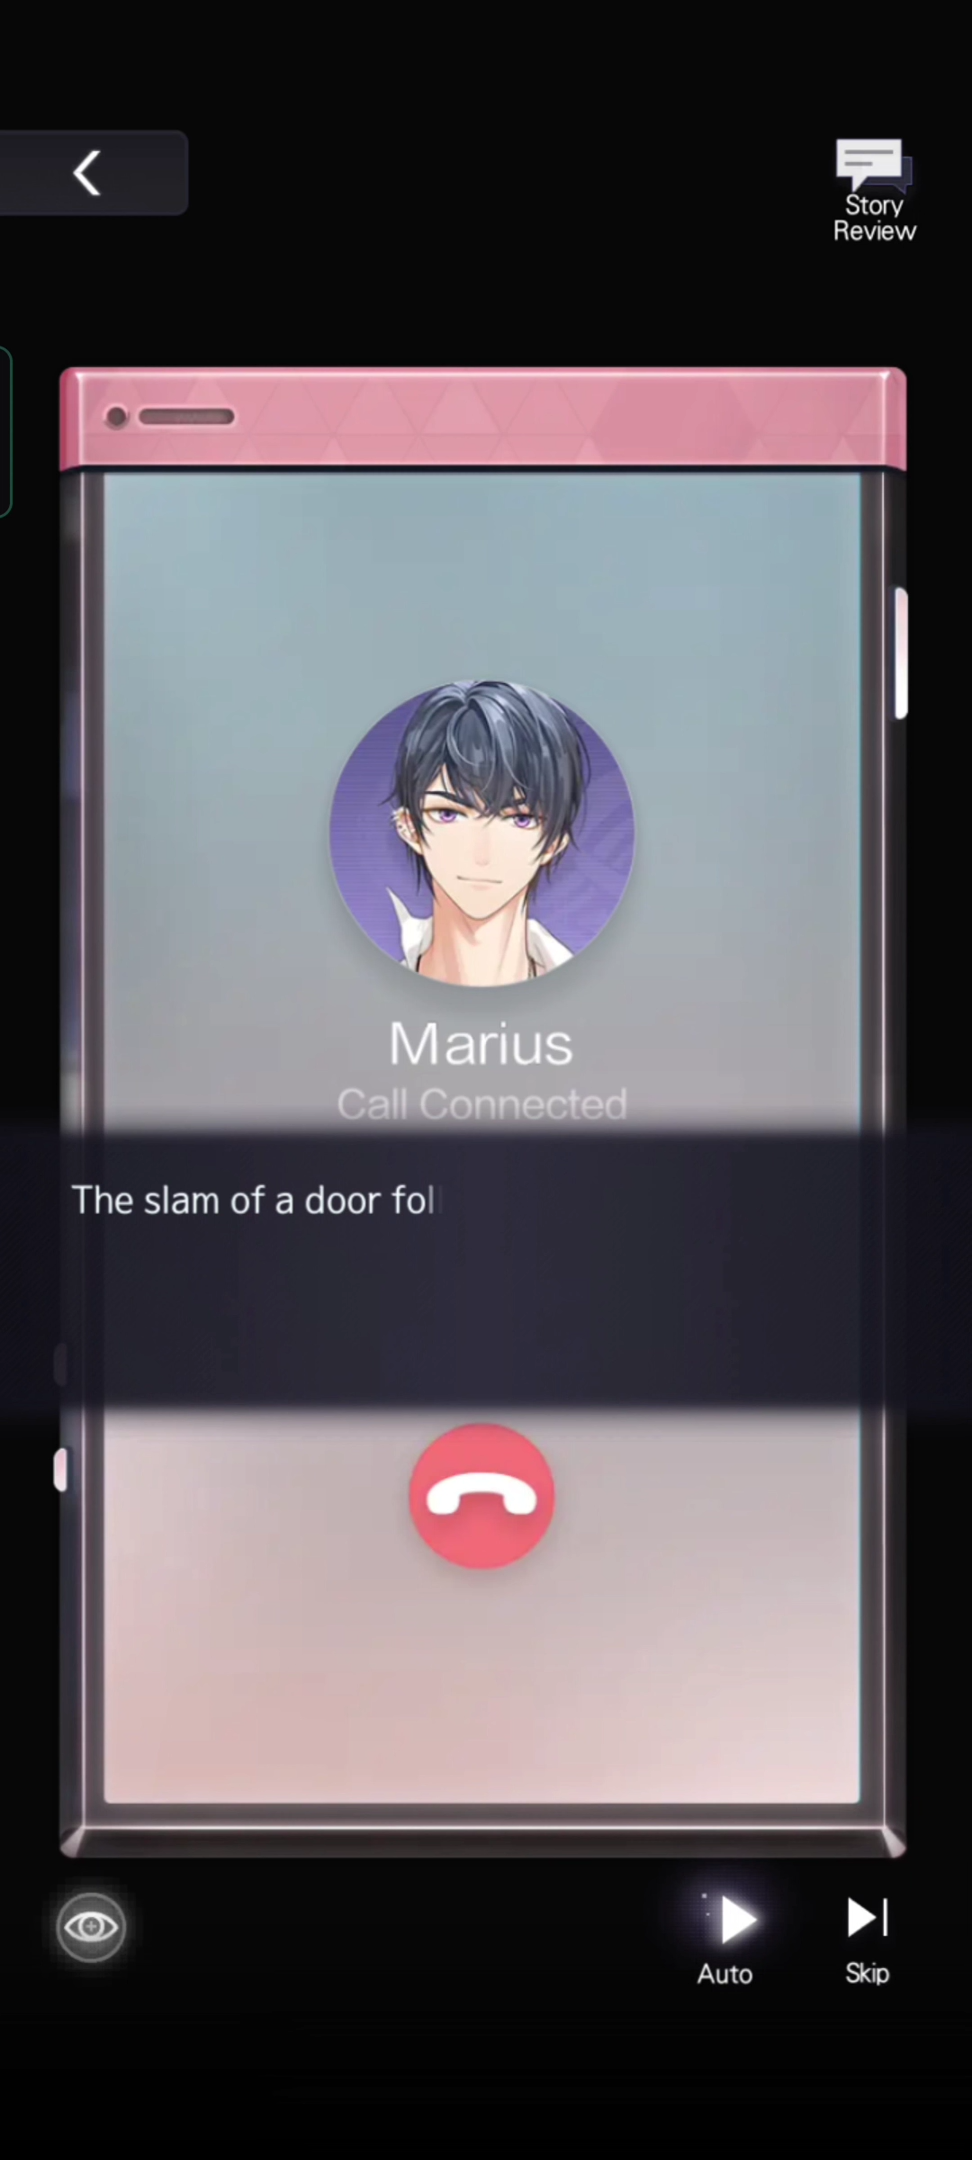 Story
Review
Marius
Call Connected
The slam of a door fol
Auto
Skip